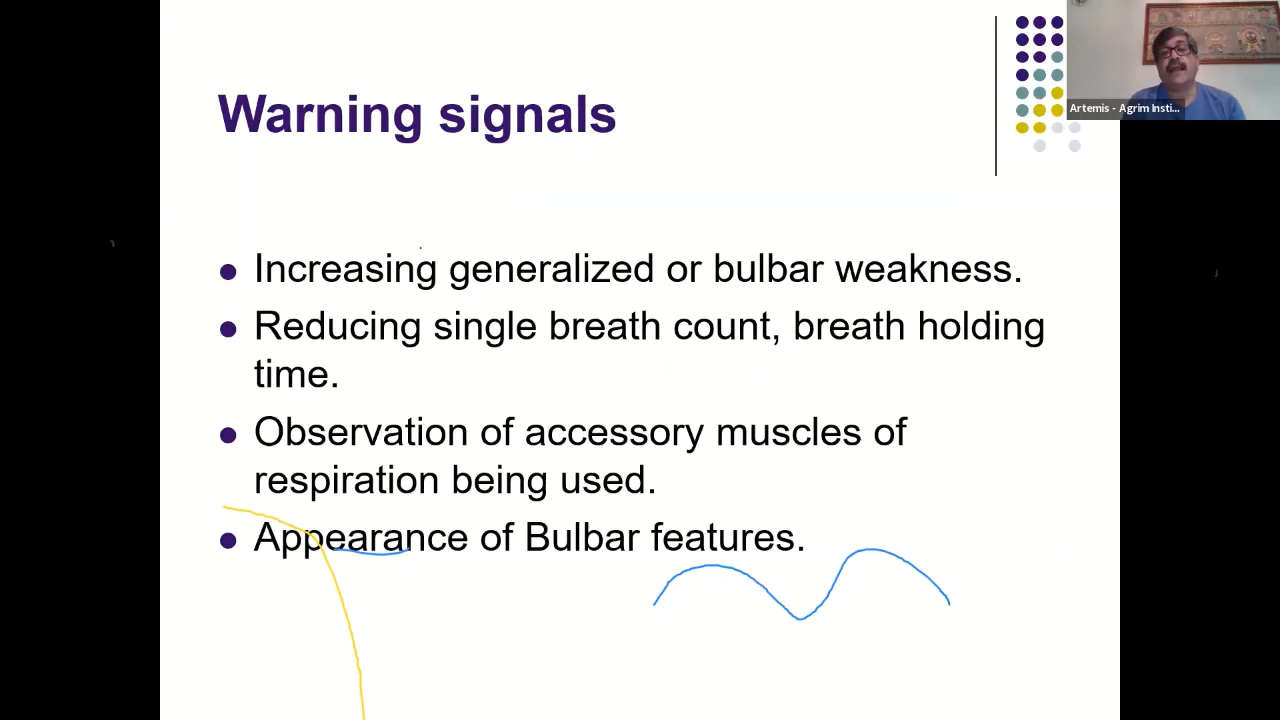 Warning signals
Artemis - Agrim Insti...
Increasing generalized or bulbar weakness.
Reducing single breath count, breath holding
time.
Observation of accessory muscles of
respiration being used.
Appearance of Bulbar features.